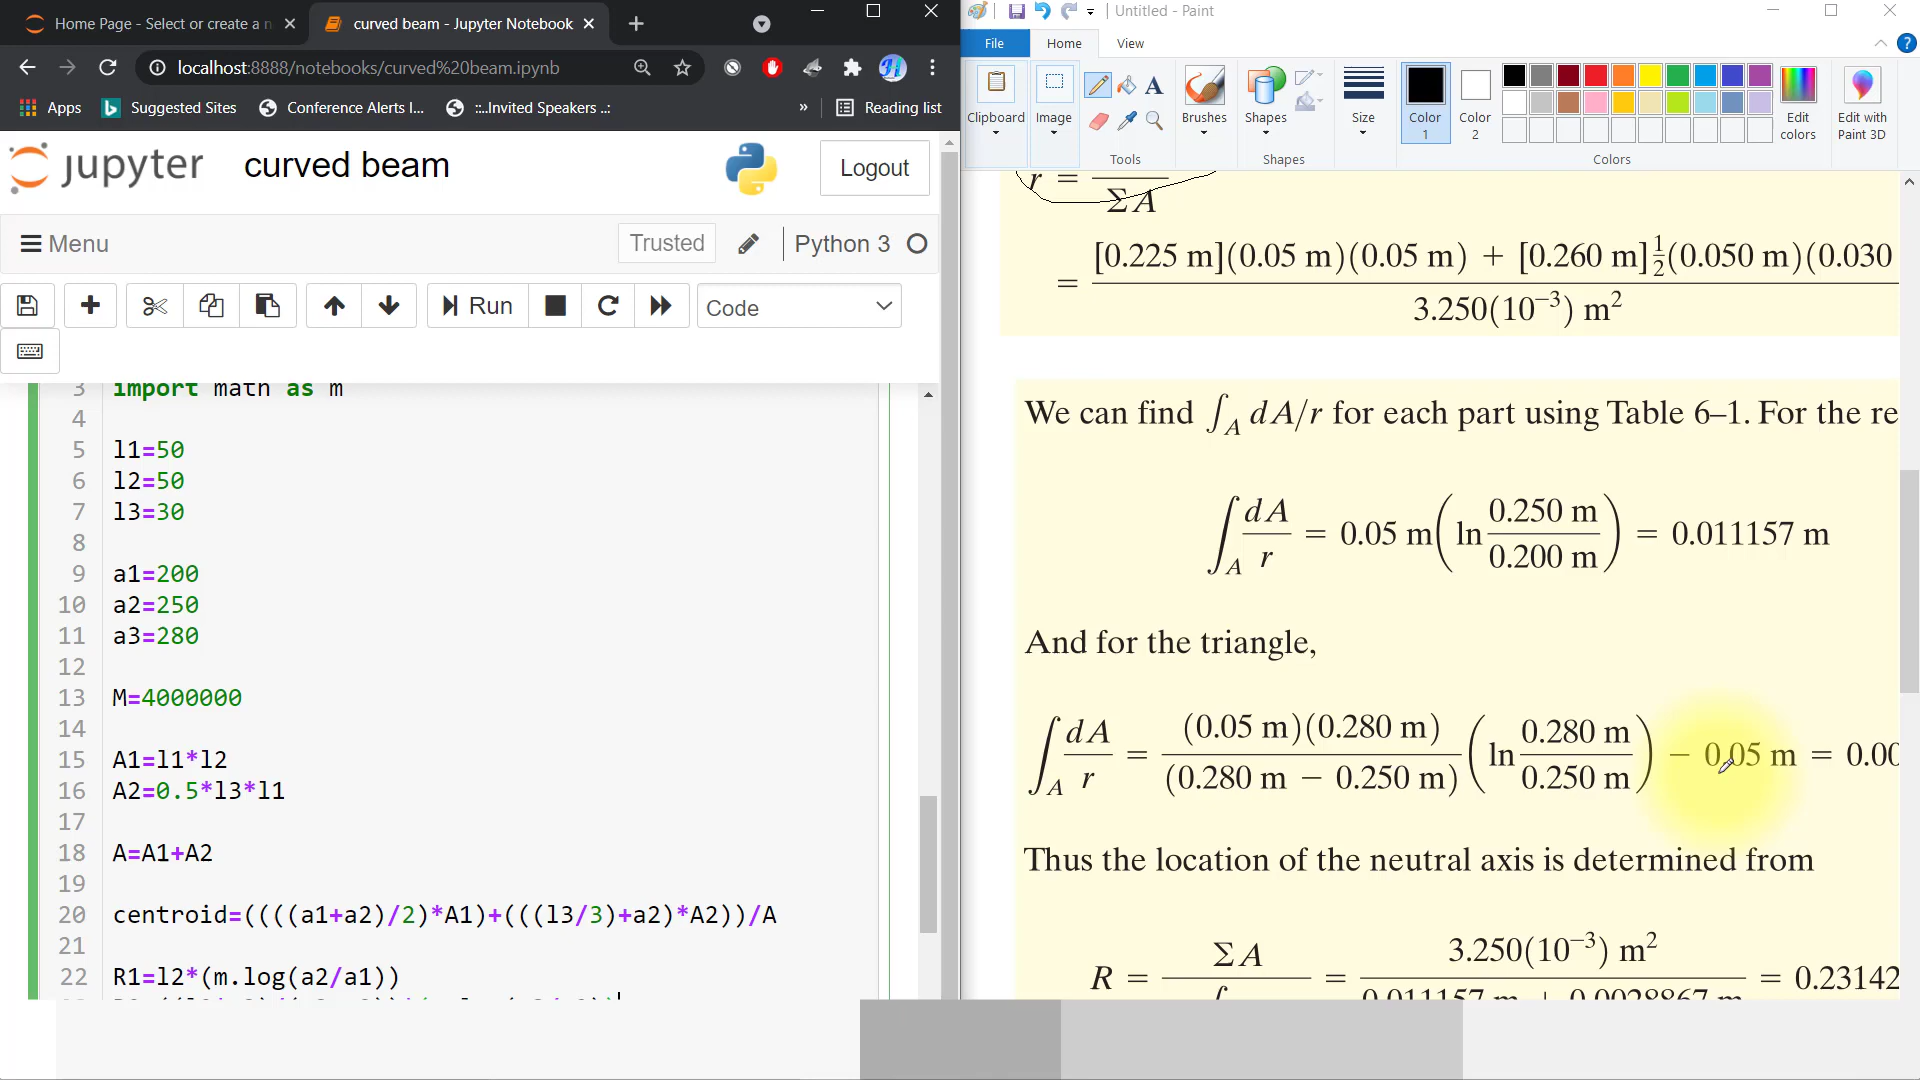 Home Page - Select or create a n
curved beam - Jupyter Notebook
localhost:8888/notebooks/curved%20beam.ipynb
Apps
Suggested Sites
Conference Alerts I...
::..Invited Speakers ..:
»
Reading list
jupyter
curved beam
Logout
Menu
Trusted
Python 3
Run
Code
3 import math as m
4
5 l1=50
6 l2=50
7 l3=30
8
9 a1=200
10 a2=250
11 a3=280
12
13 M=4000000
14
15 A1=l1*l2
16 A2=0.5*l3*l1
17
18 A=A1+A2
19
20 centroid=((((a1+a2)/2)*A1)+(((l3/3)+a2)*A2))/A
21
22 R1=l2*(m.log(a2/a1))
Untitled - Paint
File
Home
View
Clipboard
Image
Tools
Brushes
Shapes
Shapes
Size
Color 1
Color 2
Edit colors
Colors
Edit with Paint 3D
r =
ΣA
= [0.225 m](0.05 m)(0.05 m) + [0.260 m]½(0.050 m)(0.030
3.250(10⁻³) m²
We can find ∫_A dA/r for each part using Table 6–1. For the re
∫_A dA/r = 0.05 m(ln 0.250 m / 0.200 m) = 0.011157 m
And for the triangle,
∫_A dA/r = (0.05 m)(0.280 m) / (0.280 m − 0.250 m) (ln 0.280 m / 0.250 m) − 0.05 m = 0.00
Thus the location of the neutral axis is determined from
R = ΣA / ∫ = 3.250(10⁻³) m² / 0.011157 m + 0.0028867 m = 0.23142